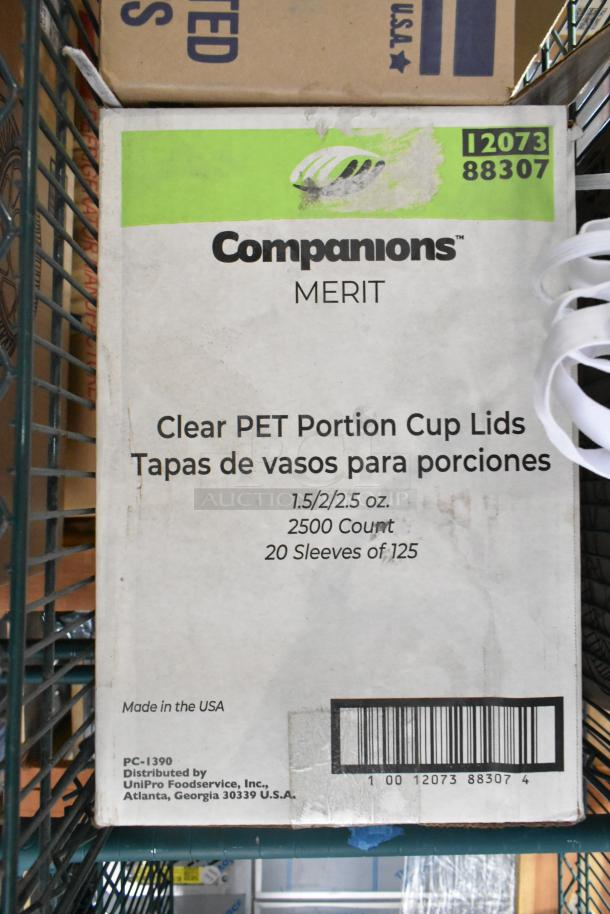 TED
S
U.S.A.
12073
88307
Companions™
MERIT
Clear PET Portion Cup Lids
Tapas de vasos para porciones
1.5/2/2.5 oz.
2500 Count
20 Sleeves of 125
Made in the USA
PC-1390
Distributed by
UniPro Foodservice, Inc.,
Atlanta, Georgia 30339 U.S.A.
1 00 12073 88307 4